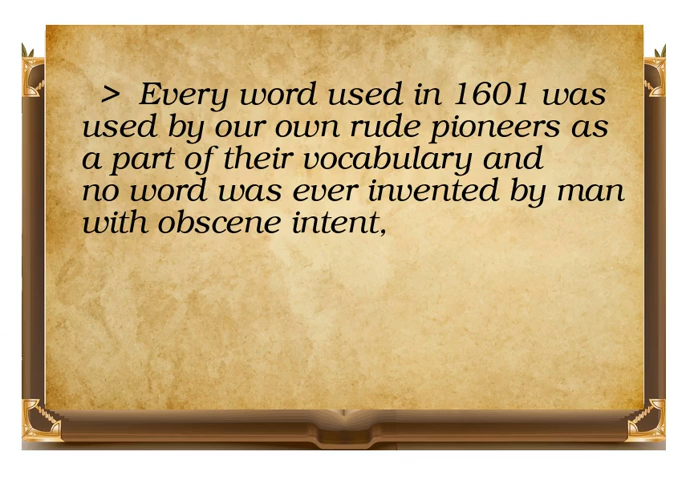 > Every word used in 1601 was
used by our own rude pioneers as
a part of their vocabulary and
no word was ever invented by man
with obscene intent,